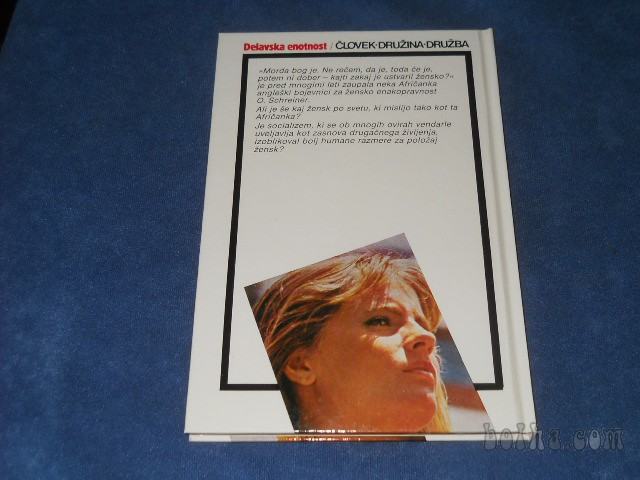 Delavska enotnost / ČLOVEK•DRUŽINA•DRUŽBA
»Morda bog je. Ne rečem, da je, toda če je,
potem ni dober – kajti zakaj je ustvaril žensko?«
je pred mnogimi leti zaupala neka Afričanka
angleški bojevnici za žensko enakopravnost
O. Schreiner.
Ali je še kaj žensk po svetu, ki mislijo tako kot ta
Afričanka?
Je socializem, ki se ob mnogih ovirah vendarle
uveljavlja kot zasnova drugačnega življenja,
izoblikoval bolj humane razmere za položaj
žensk?
bolha.com